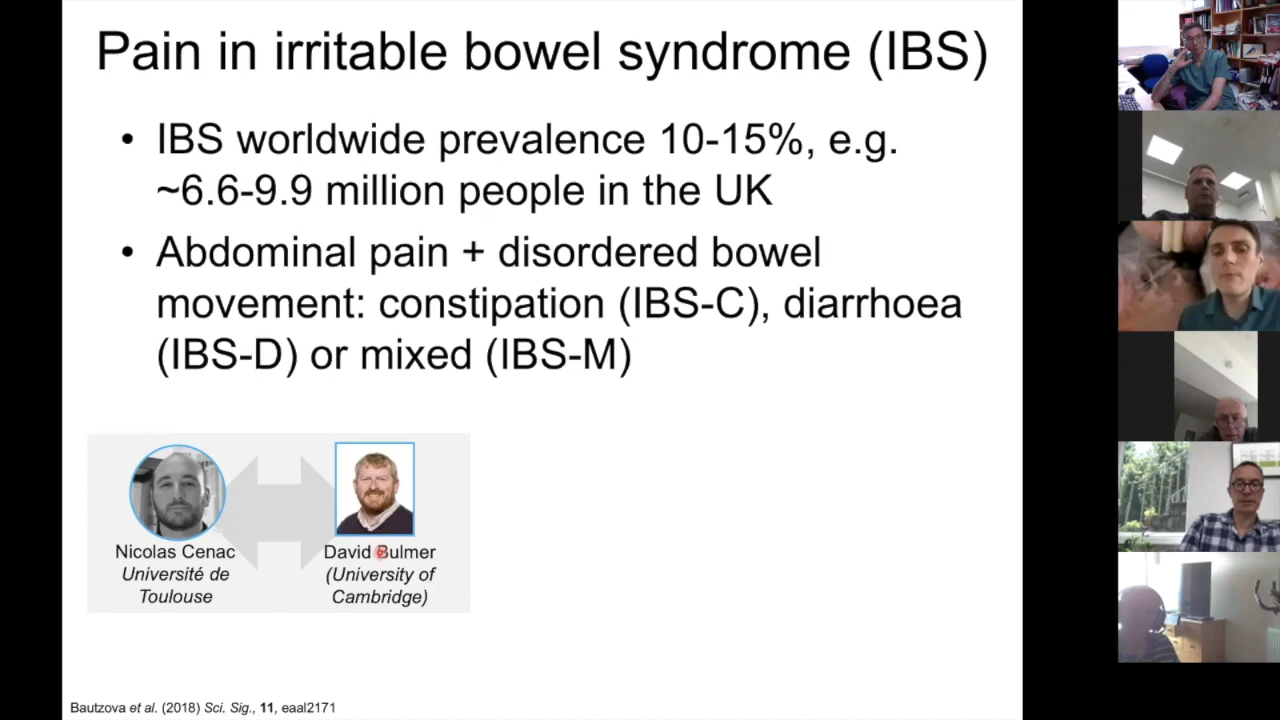 Pain in irritable bowel syndrome (IBS)
• IBS worldwide prevalence 10-15%, e.g.
~6.6-9.9 million people in the UK
• Abdominal pain + disordered bowel
movement: constipation (IBS-C), diarrhoea
(IBS-D) or mixed (IBS-M)
Nicolas Cenac
Université de
Toulouse
David Bulmer
(University of
Cambridge)
Bautzova et al. (2018) Sci. Sig., 11, eaal2171